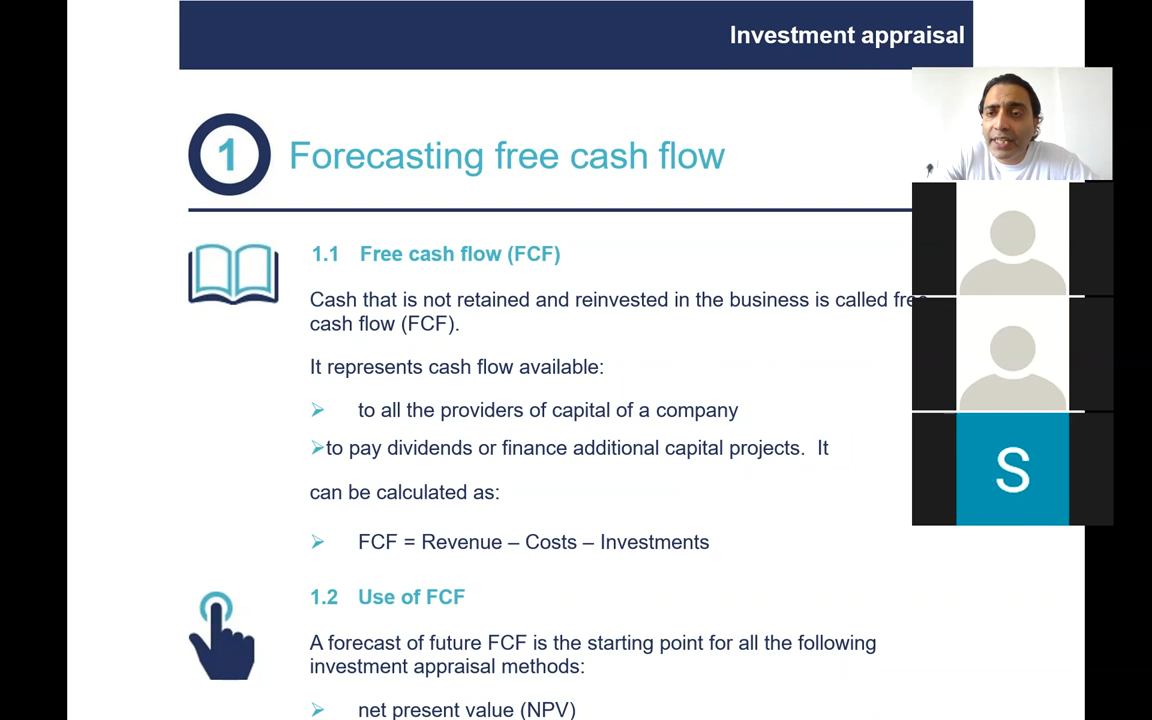 Investment appraisal
1 Forecasting free cash flow
1.1 Free cash flow (FCF)
Cash that is not retained and reinvested in the business is called free
cash flow (FCF).
It represents cash flow available:
to all the providers of capital of a company
to pay dividends or finance additional capital projects. It
can be calculated as:
FCF = Revenue – Costs – Investments
S
1.2 Use of FCF
A forecast of future FCF is the starting point for all the following
investment appraisal methods:
net present value (NPV)